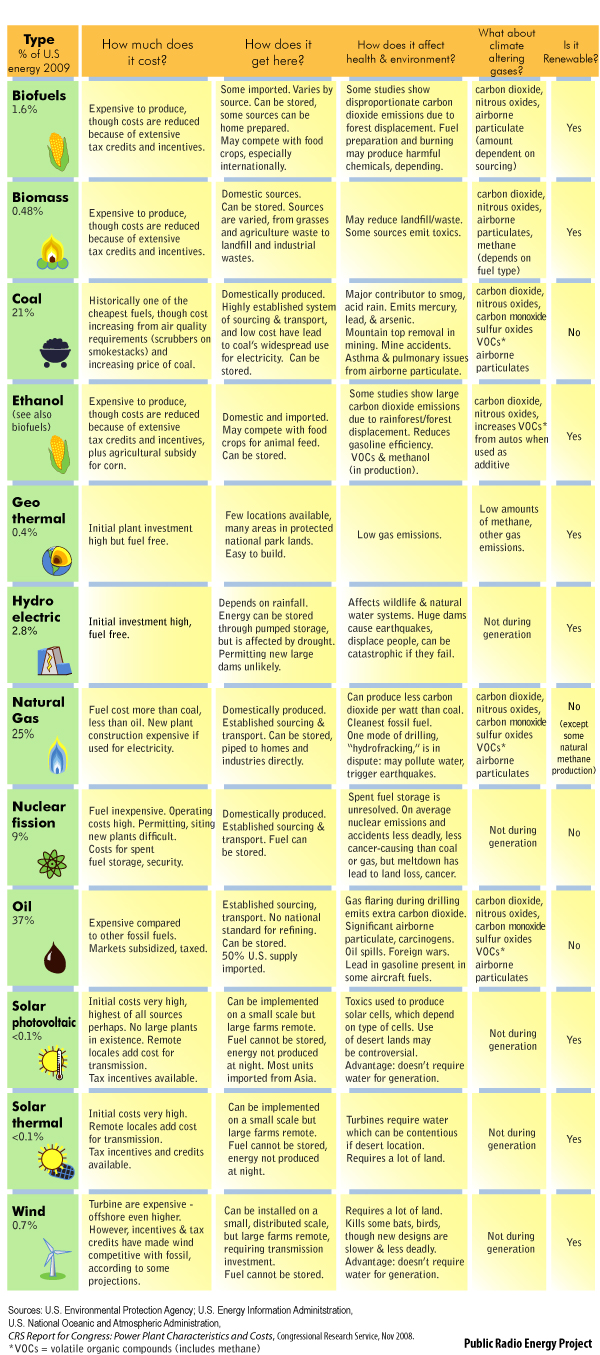 Type
% of U.S
energy 2009
How much does
it cost?
How does it
get here?
How does it affect
health & environment?
What about
climate
altering
gases?
Is it
Renewable?
Biofuels
1.6%
Expensive to produce,
though costs are reduced
because of extensive
tax credits and incentives.
Some imported. Varies by
source. Can be stored,
some sources can be
home prepared.
May compete with food
crops, especially
internationally.
Some studies show
disproportionate carbon
dioxide emissions due to
forest displacement. Fuel
preparation and burning
may produce harmful
chemicals, depending.
carbon dioxide,
nitrous oxides,
airborne
particulate
(amount
dependent on
sourcing)
Yes
Biomass
0.48%
Expensive to produce,
though costs are reduced
because of extensive
tax credits and incentives.
Domestic sources.
Can be stored. Sources
are varied, from grasses
and agriculture waste to
landfill and industrial
wastes.
May reduce landfill/waste.
Some sources emit toxics.
carbon dioxide,
nitrous oxides,
airborne
particulates,
methane
(depends on
fuel type)
Yes
Coal
21%
Historically one of the
cheapest fuels, though cost
increasing from air quality
requirements (scrubbers on
smokestacks) and
increasing price of coal.
Domestically produced.
Highly established system
of sourcing & transport,
and low cost have lead
to coal's widespread use
for electricity. Can be
stored.
Major contributor to smog,
acid rain. Emits mercury,
lead, & arsenic.
Mountain top removal in
mining. Mine accidents.
Asthma & pulmonary issues
from airborne particulate.
carbon dioxide,
nitrous oxides,
carbon monoxide
sulfur oxides
VOCs*
airborne
particulates
No
Ethanol
(see also
biofuels)
Expensive to produce,
though costs are reduced
because of extensive
tax credits and incentives,
plus agricultural subsidy
for corn.
Domestic and imported.
May compete with food
crops for animal feed.
Can be stored.
Some studies show large
carbon dioxide emissions
due to rainforest/forest
displacement. Reduces
gasoline efficiency.
VOCs & methanol
(in production).
carbon dioxide,
nitrous oxides,
increases VOCs*
from autos when
used as
additive
Yes
Geo
thermal
0.4%
Initial plant investment
high but fuel free.
Few locations available,
many areas in protected
national park lands.
Easy to build.
Low gas emissions.
Low amounts
of methane,
other gas
emissions.
Yes
Hydro
electric
2.8%
Initial investment high,
fuel free.
Depends on rainfall.
Energy can be stored
through pumped storage,
but is affected by drought.
Permitting new large
dams unlikely.
Affects wildlife & natural
water systems. Huge dams
cause earthquakes,
displace people, can be
catastrophic if they fail.
Not during
generation
Yes
Natural
Gas
25%
Fuel cost more than coal,
less than oil. New plant
construction expensive if
used for electricity.
Domestically produced.
Established sourcing &
transport. Can be stored,
piped to homes and
industries directly.
Can produce less carbon
dioxide per watt than coal.
Cleanest fossil fuel.
One mode of drilling,
"hydrofracking," is in
dispute: may pollute water,
trigger earthquakes.
carbon dioxide,
nitrous oxides,
carbon monoxide
sulfur oxides
VOCs*
airborne
particulates
No
(except
some
natural
methane
production)
Nuclear
fission
9%
Fuel inexpensive. Operating
costs high. Permitting, siting
new plants difficult.
Costs for spent
fuel storage, security.
Domestically produced.
Established sourcing &
transport. Fuel can
be stored.
Spent fuel storage is
unresolved. On average
nuclear emissions and
accidents less deadly, less
cancer-causing than coal
or gas, but meltdown has
lead to land loss, cancer.
Not during
generation
No
Oil
37%
Expensive compared
to other fossil fuels.
Markets subsidized, taxed.
Established sourcing,
transport. No national
standard for refining.
Can be stored.
50% U.S. supply
imported.
Gas flaring during drilling
emits extra carbon dioxide.
Significant airborne
particulate, carcinogens.
Oil spills. Foreign wars.
Lead in gasoline present in
some aircraft fuels.
carbon dioxide,
nitrous oxides,
carbon monoxide
sulfur oxides
VOCs*
airborne
particulates
No
Solar
photovoltaic
<0.1%
Initial costs very high,
highest of all sources
perhaps. No large plants
in existence. Remote
locales add cost for
transmission.
Tax incentives available.
Can be implemented
on a small scale but
large farms remote.
Fuel cannot be stored,
energy not produced
at night. Most units
imported from Asia.
Toxics used to produce
solar cells, which depend
on type of cells. Use
of desert lands may
be controversial.
Advantage: doesn't require
water for generation.
Not during
generation
Yes
Solar
thermal
<0.1%
Initial costs very high.
Remote locales add cost
for transmission.
Tax incentives and credits
available.
Can be implemented
on a small scale but
large farms remote.
Fuel cannot be stored,
energy not produced
at night.
Turbines require water
which can be contentious
if desert location.
Requires a lot of land.
Not during
generation
Yes
Wind
0.7%
Turbine are expensive -
offshore even higher.
However, incentives & tax
credits have made wind
competitive with fossil,
according to some
projections.
Can be installed on a
small, distributed scale,
but large farms remote,
requiring transmission
investment.
Fuel cannot be stored.
Requires a lot of land.
Kills some bats, birds,
though new designs are
slower & less deadly.
Advantage: doesn't require
water for generation.
Not during
generation
Yes
Sources: U.S. Environmental Protection Agency; U.S. Energy Information Adminitstration,
U.S. National Oceanic and Atmospheric Administration,
CRS Report for Congress: Power Plant Characteristics and Costs, Congressional Research Service, Nov 2008.
*VOCs = volatile organic compounds (includes methane)
Public Radio Energy Project